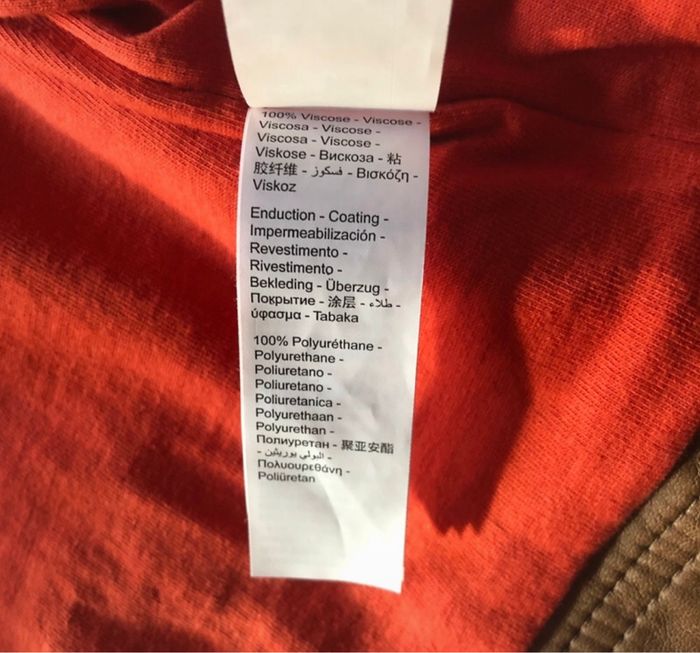 100% Viscose - Viscose -
Viscosa - Viscose -
Viscosa - Viscose -
Viskose - Вискоза - 粘
胶纤维 - فسكوز - Βισκόζη -
Viskoz
Enduction - Coating -
Impermeabilización -
Revestimento -
Rivestimento -
Bekleding - Überzug -
Покрытие - 涂层 - طلاء -
ύφασμα - Tabaka
100% Polyuréthane -
Polyurethane -
Poliuretano -
Poliuretano -
Poliuretanica -
Polyurethaan -
Polyurethan -
Полиуретан - 聚亚安酯
- البولي يوريثين -
Πολυουρεθάνη -
Poliüretan